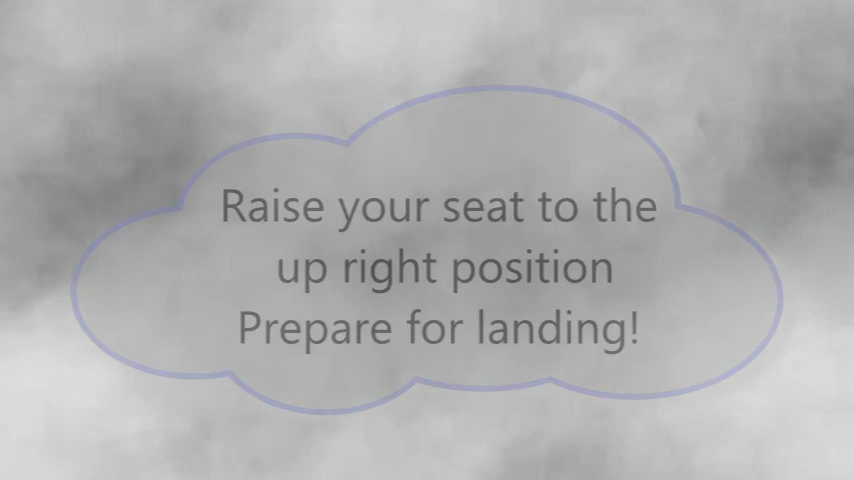 Raise your seat to the
up right position
Prepare for landing!